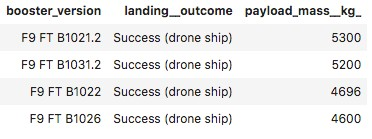 booster_version landing__outcome payload_mass__kg_
F9 FT B1021.2 Success (drone ship) 5300
F9 FT B1031.2 Success (drone ship) 5200
F9 FT B1022 Success (drone ship) 4696
F9 FT B1026 Success (drone ship) 4600